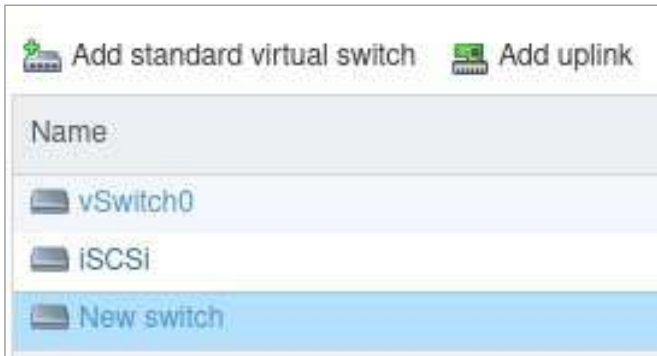 Add standard virtual switch Add uplink
Name
vSwitch0
iSCSi
New switch